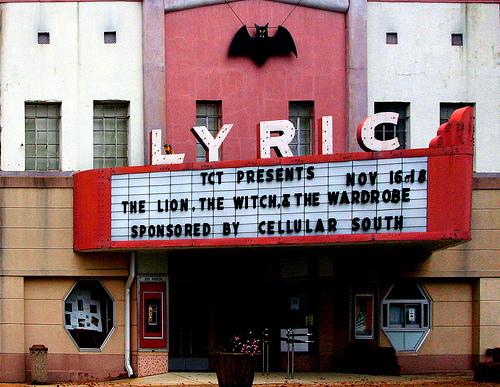 LYRIC
TCT PRESENTS NOV 16&18
THE LION, THE WITCH, & THE WARDROBE
SPONSORED BY CELLULAR SOUTH